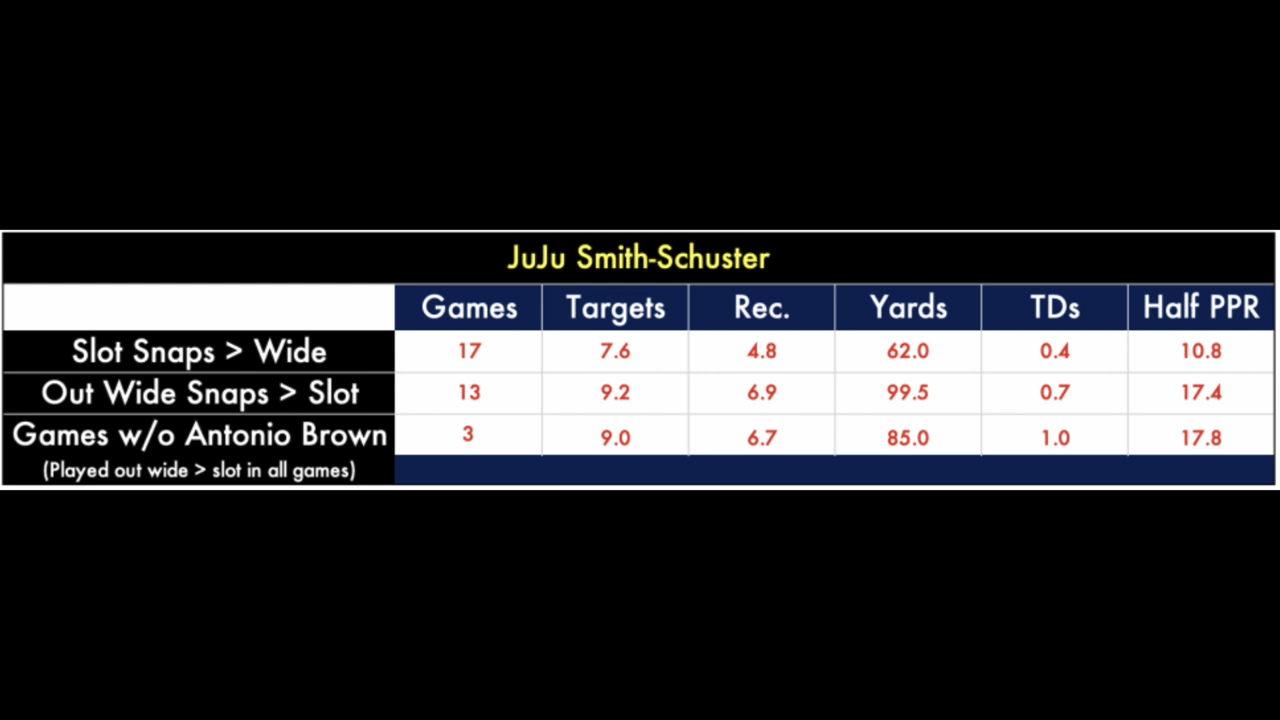 JuJu Smith-Schuster
Games Targets Rec. Yards TDs Half PPR
Slot Snaps > Wide 17 7.6 4.8 62.0 0.4 10.8
Out Wide Snaps > Slot 13 9.2 6.9 99.5 0.7 17.4
Games w/o Antonio Brown 3 9.0 6.7 85.0 1.0 17.8
(Played out wide > slot in all games)